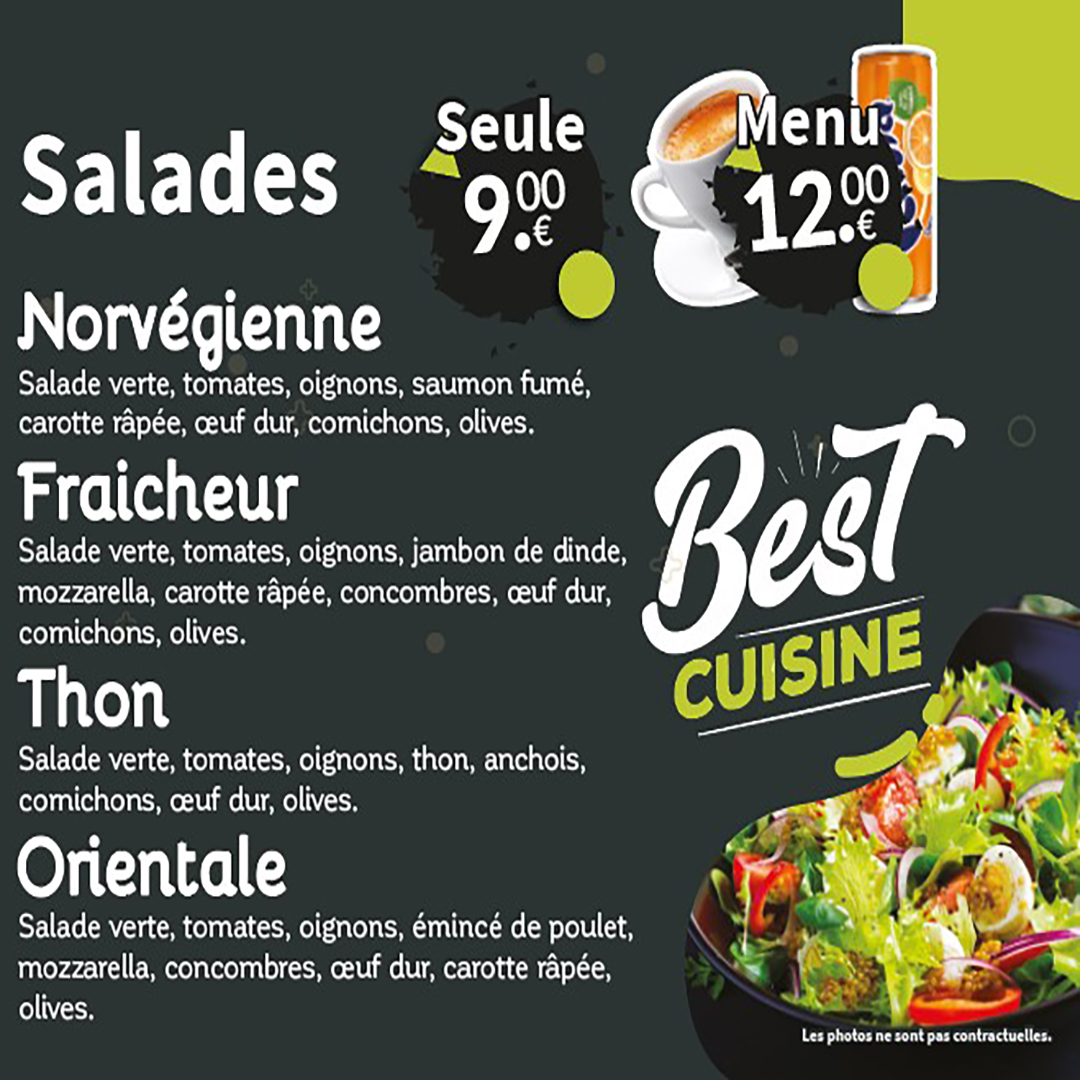 Salades
Seule
9.00€
Menu
12.00€
Norvégienne
Salade verte, tomates, oignons, saumon fumé,
carotte râpée, œuf dur, cornichons, olives.
Fraicheur
Salade verte, tomates, oignons, jambon de dinde,
mozzarella, carotte râpée, concombres, œuf dur,
cornichons, olives.
Thon
Salade verte, tomates, oignons, thon, anchois,
cornichons, œuf dur, olives.
Orientale
Salade verte, tomates, oignons, émincé de poulet,
mozzarella, concombres, œuf dur, carotte râpée,
olives.
Best
CUISINE
Les photos ne sont pas contractuelles.